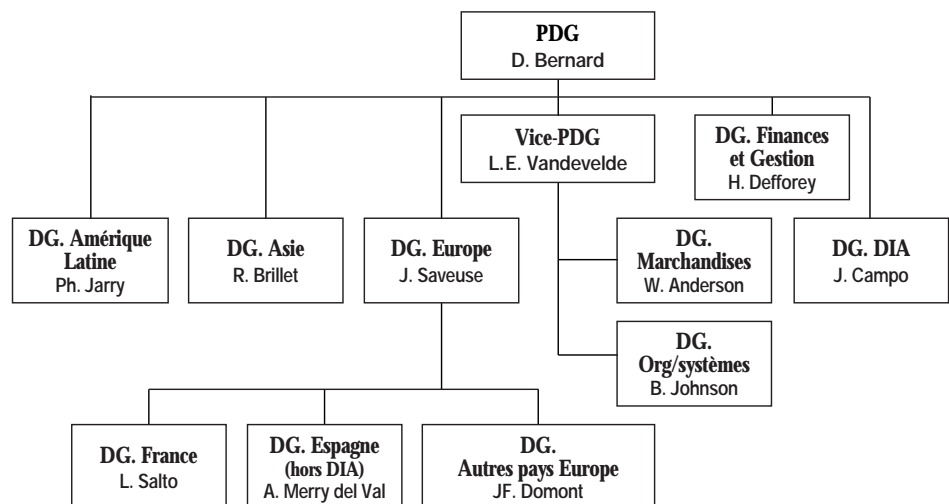 PDG
D. Bernard
Vice-PDG
L.E. Vandevelde
DG. Finances
et Gestion
H. Defforey
DG. Amérique
Latine
Ph. Jarry
DG. Asie
R. Brillet
DG. Europe
J. Saveuse
DG.
Marchandises
W. Anderson
DG. DIA
J. Campo
DG.
Org/systèmes
B. Johnson
DG. France
L. Salto
DG. Espagne
(hors DIA)
A. Merry del Val
DG.
Autres pays Europe
JF. Domont